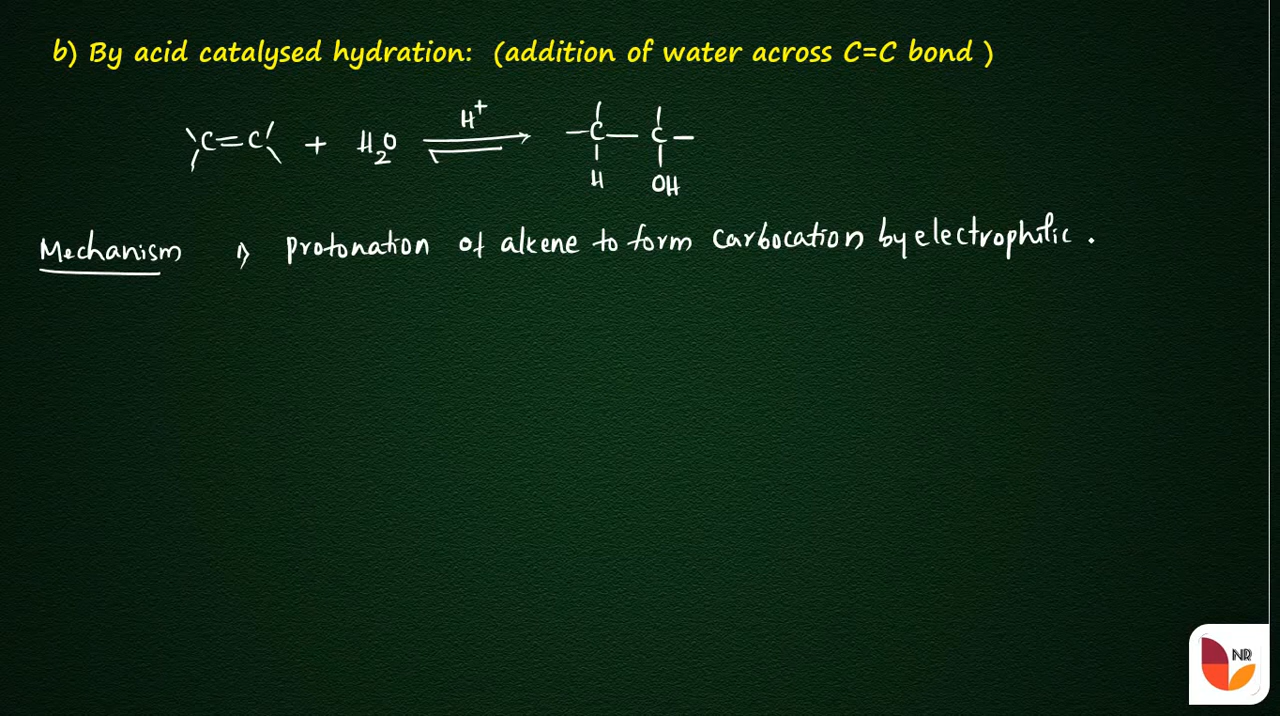 b) By acid catalysed hydration: (addition of water across C=C bond )
C=C + H₂O ⇌ H⁺ -C-C-
H OH
Mechanism 1) protonation of alkene to form carbocation by electrophilic .
NR